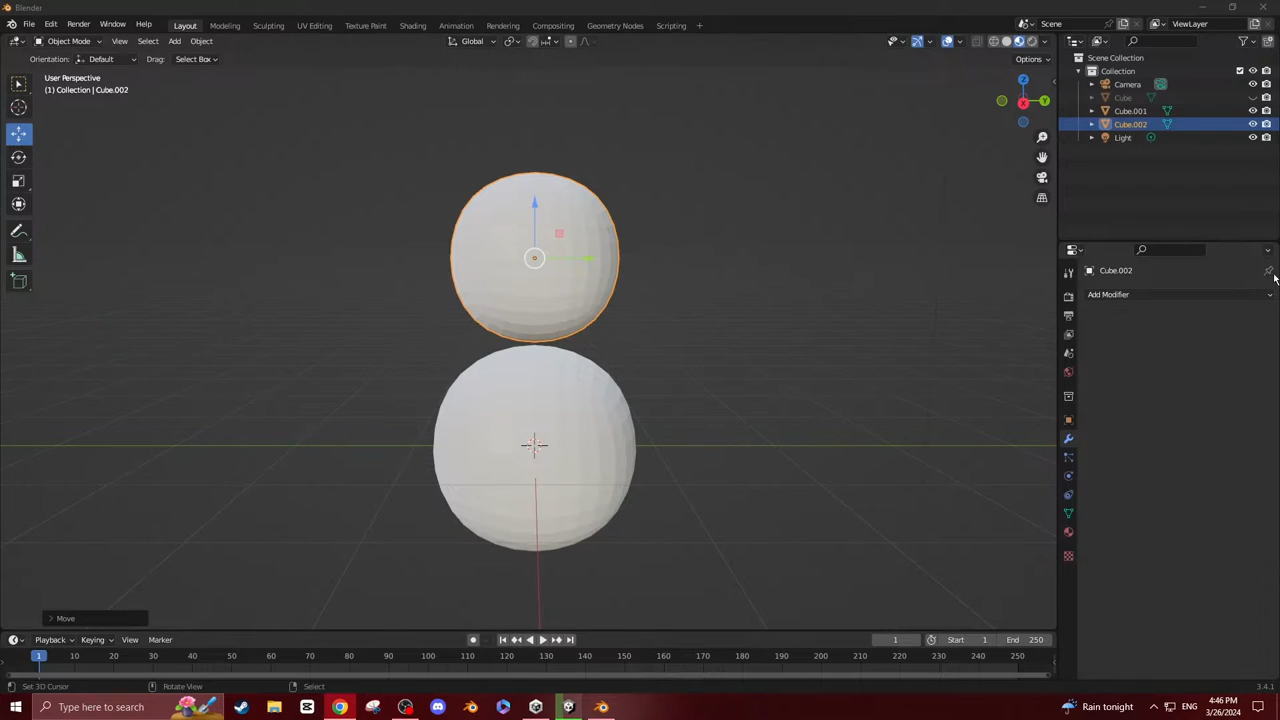 Blender
File Edit Render Window Help
Layout Modeling Sculpting UV Editing Texture Paint Shading Animation Rendering Compositing Geometry Nodes Scripting +
Scene
ViewLayer
Object Mode View Select Add Object
Global
Orientation: Default Drag: Select Box
Options
User Perspective
(1) Collection | Cube.002
Z
X
Y
Scene Collection
Collection
Camera
Cube
Cube.001
Cube.002
Light
Cube.002
Add Modifier
> Move
Playback Keying View Marker
1
Start 1
End 250
1 10 20 30 40 50 60 70 80 90 100 110 120 130 140 150 160 170 180 190 200 210 220 230 240 250
Set 3D Cursor Rotate View Select
3.4.1
Type here to search
Rain tonight
4:46 PM
3/26/2024